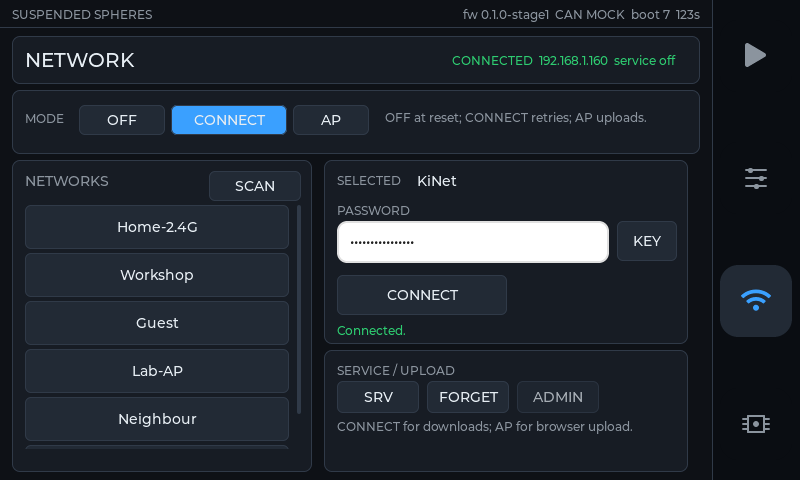 SUSPENDED SPHERES
fw 0.1.0-stage1 CAN MOCK boot 7 123s
NETWORK
CONNECTED 192.168.1.160 service off
MODE
OFF
CONNECT
AP
OFF at reset; CONNECT retries; AP uploads.
NETWORKS
SCAN
Home-2.4G
Workshop
Guest
Lab-AP
Neighbour
SELECTED KiNet
PASSWORD
••••••••••••••••
KEY
CONNECT
Connected.
SERVICE / UPLOAD
SRV
FORGET
ADMIN
CONNECT for downloads; AP for browser upload.